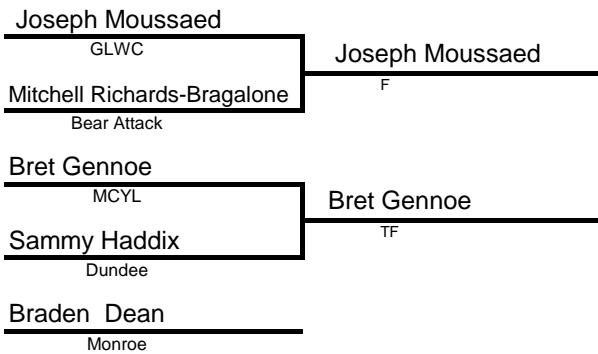 Joseph Moussaed
GLWC
Joseph Moussaed
F
Mitchell Richards-Bragalone
Bear Attack
Bret Gennoe
MCYL
Bret Gennoe
TF
Sammy Haddix
Dundee
Braden Dean
Monroe